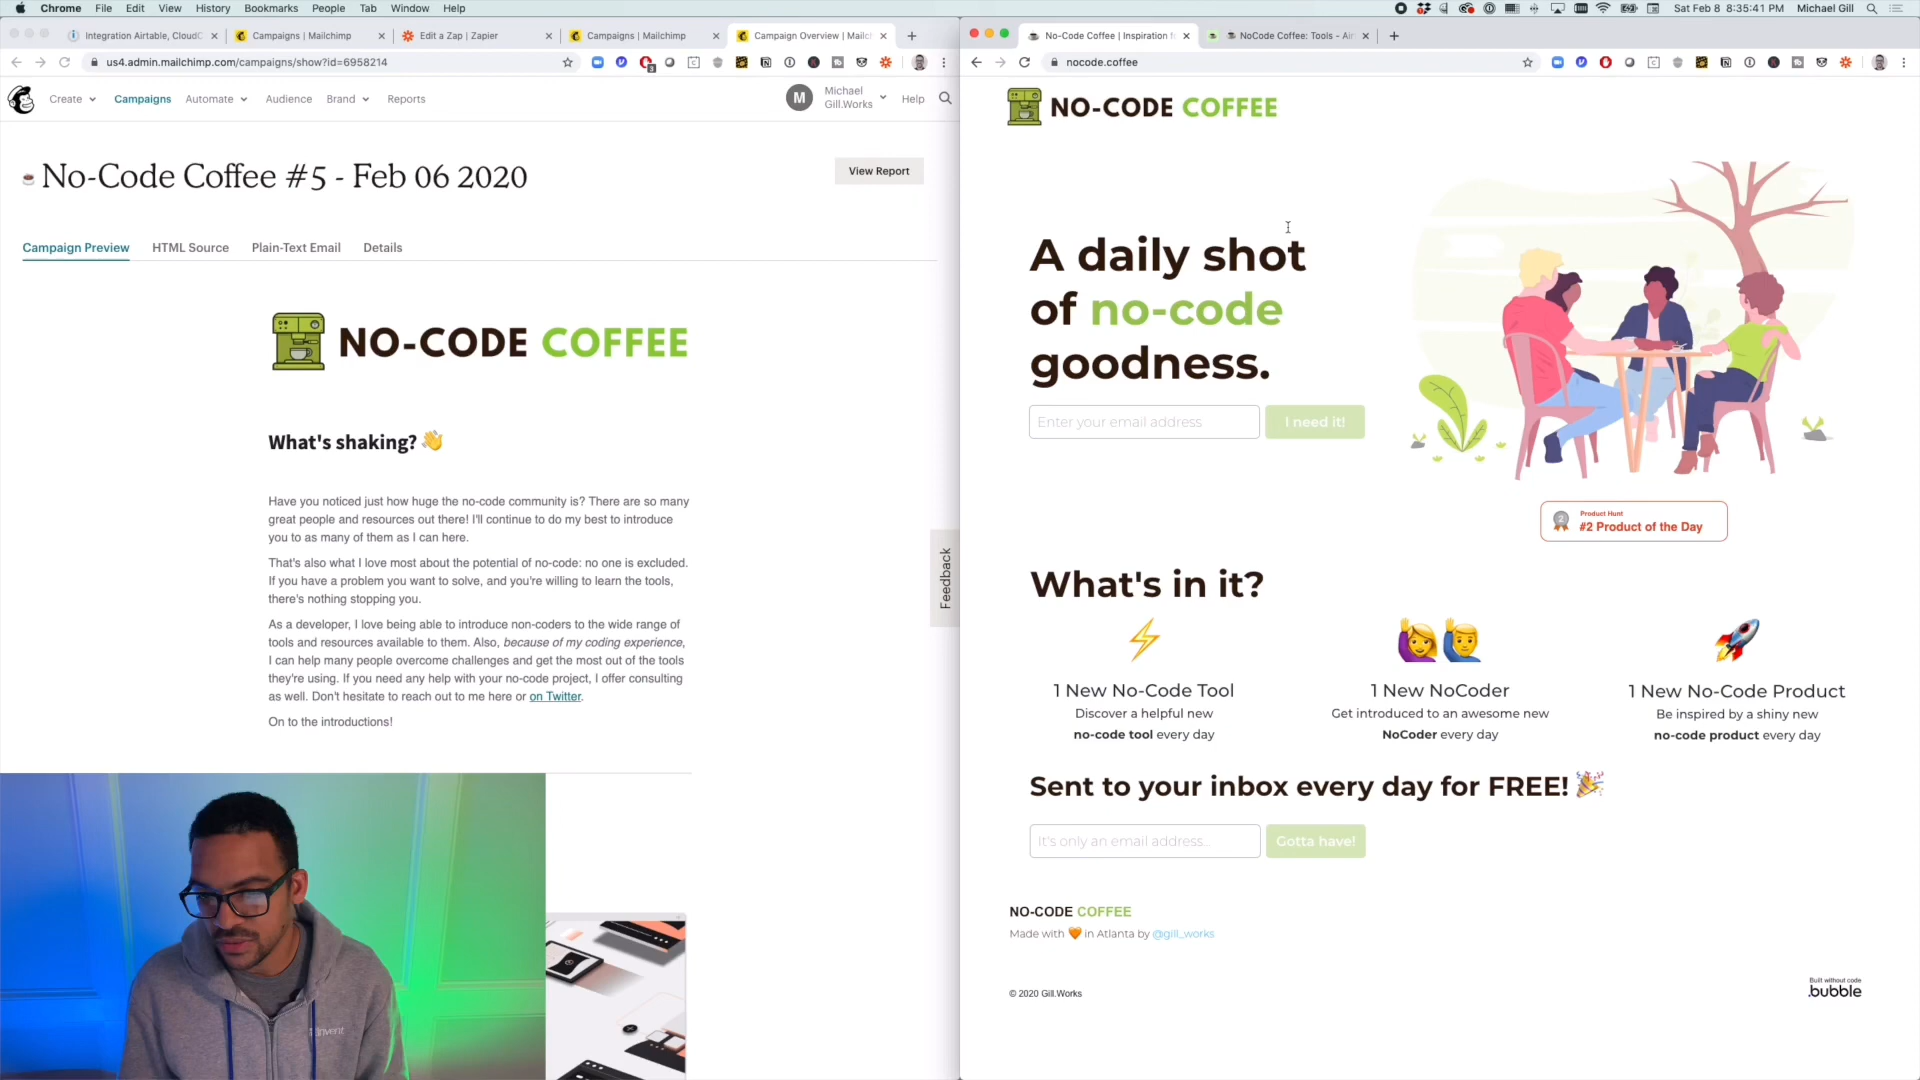 Chrome File Edit View History Bookmarks People Tab Window Help
Sat Feb 8 8:35:41 PM Michael Gill
Integration Airtable, CloudC
Campaigns | Mailchimp
Edit a Zap | Zapier
Campaigns | Mailchimp
Campaign Overview | Mailch
us4.admin.mailchimp.com/campaigns/show?id=6958214
Create
Campaigns
Automate
Audience
Brand
Reports
M
Michael
Gill.Works
Help
No-Code Coffee #5 - Feb 06 2020
View Report
Campaign Preview
HTML Source
Plain-Text Email
Details
NO-CODE COFFEE
What's shaking?
Have you noticed just how huge the no-code community is? There are so many
great people and resources out there! I'll continue to do my best to introduce
you to as many of them as I can here.
That's also what I love most about the potential of no-code: no one is excluded.
If you have a problem you want to solve, and you're willing to learn the tools,
there's nothing stopping you.
As a developer, I love being able to introduce non-coders to the wide range of
tools and resources available to them. Also, because of my coding experience,
I can help many people overcome challenges and get the most out of the tools
they're using. If you need any help with your no-code project, I offer consulting
as well. Don't hesitate to reach out to me here or on Twitter.
On to the introductions!
Feedback
No-Code Coffee | Inspiration f
NoCode Coffee: Tools - Air
nocode.coffee
NO-CODE COFFEE
A daily shot
of no-code
goodness.
Enter your email address
I need it!
2
Product Hunt
#2 Product of the Day
What's in it?
1 New No-Code Tool
Discover a helpful new
no-code tool every day
1 New NoCoder
Get introduced to an awesome new
NoCoder every day
1 New No-Code Product
Be inspired by a shiny new
no-code product every day
Sent to your inbox every day for FREE!
It's only an email address...
Gotta have!
NO-CODE COFFEE
Made with in Atlanta by @gill_works
© 2020 Gill.Works
Built without code
.bubble